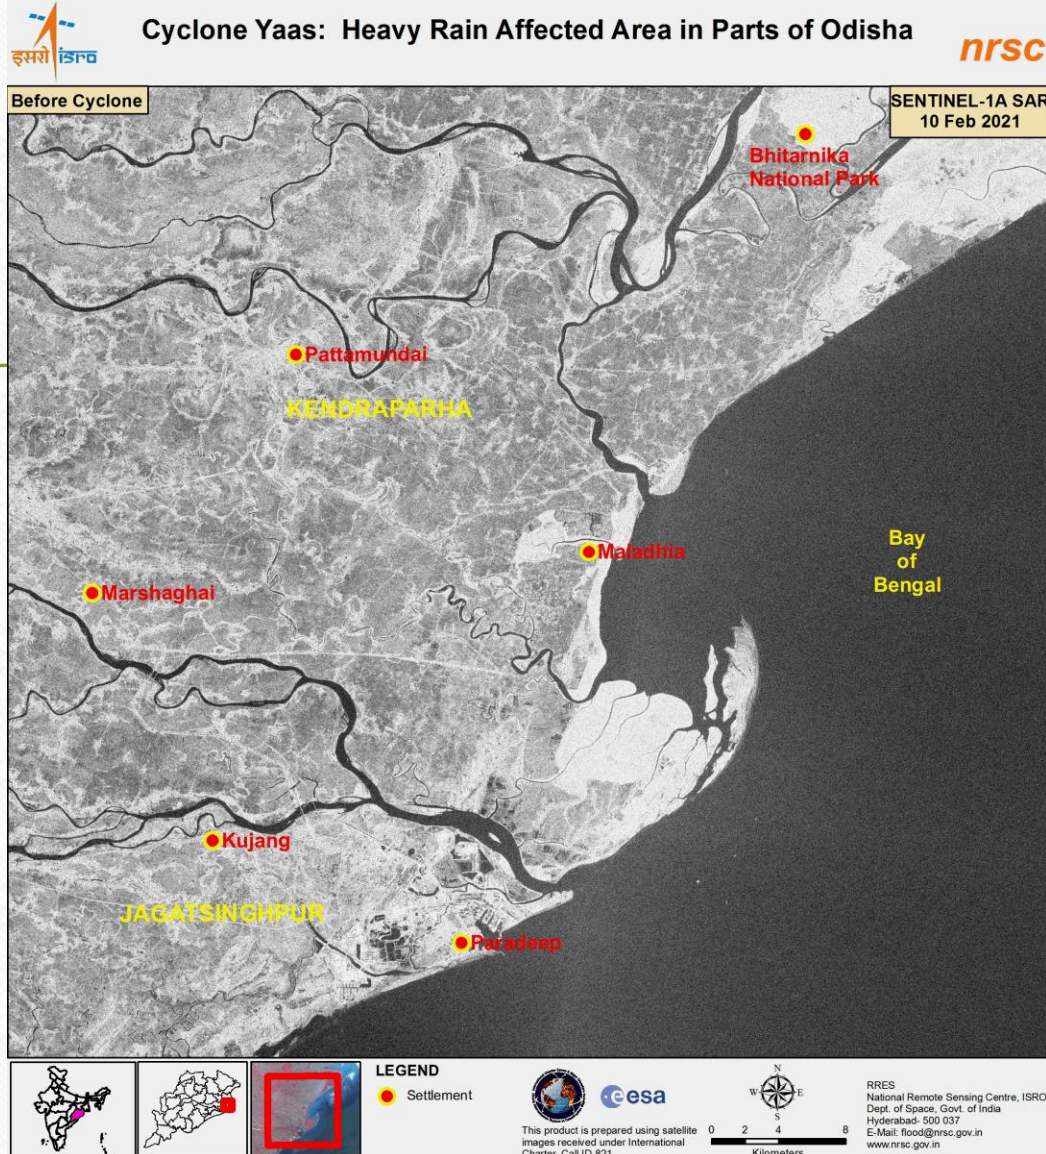 Cyclone Yaas: Heavy Rain Affected Area in Parts of Odisha
इसरो isro
nrsc
Before Cyclone
SENTINEL-1A SAR
10 Feb 2021
Bhitarnika
National Park
Pattamundai
KENDRAPARHA
Maladhia
Bay
of
Bengal
Marshaghai
Kujang
JAGATSINGHPUR
Paradeep
LEGEND
Settlement
esa
This product is prepared using satellite
images received under International
Charter, Call ID 821
N
W E
S
0 2 4 8
Kilometers
RRES
National Remote Sensing Centre, ISRO
Dept. of Space, Govt. of India
Hyderabad- 500 037
E-Mail: flood@nrsc.gov.in
www.nrsc.gov.in